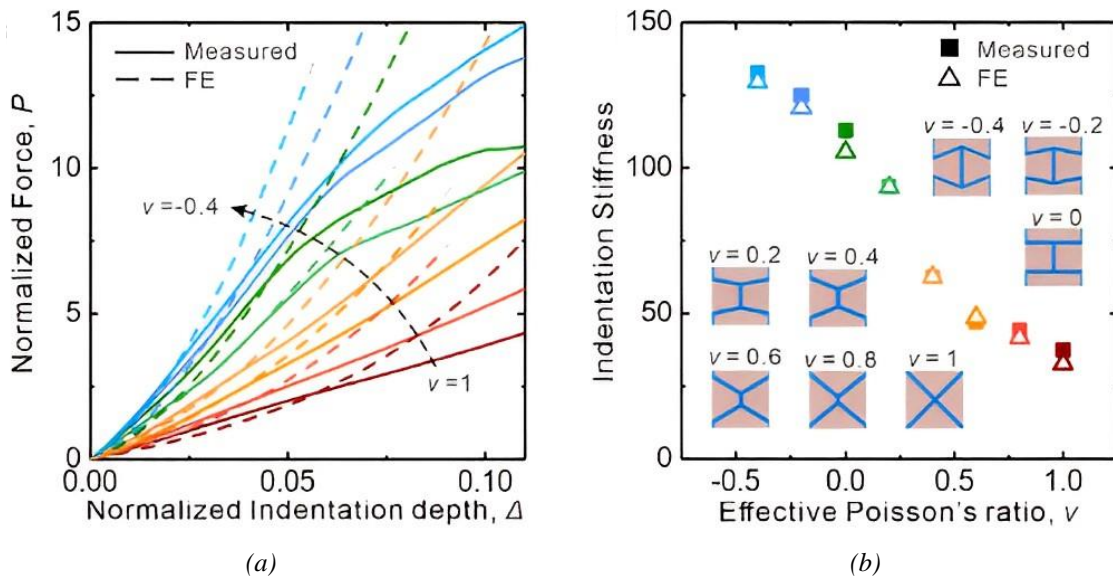 15
10
5
0
Normalized Force, P
Measured
FE
v =-0.4
v =1
0.00
0.05
0.10
Normalized Indentation depth, Δ
(a)
150
100
50
0
Indentation Stiffness
Measured
FE
v = -0.4
v = -0.2
v = 0
v = 0.2
v = 0.4
v = 0.6
v = 0.8
v = 1
-0.5
0.0
0.5
1.0
Effective Poisson's ratio, v
(b)